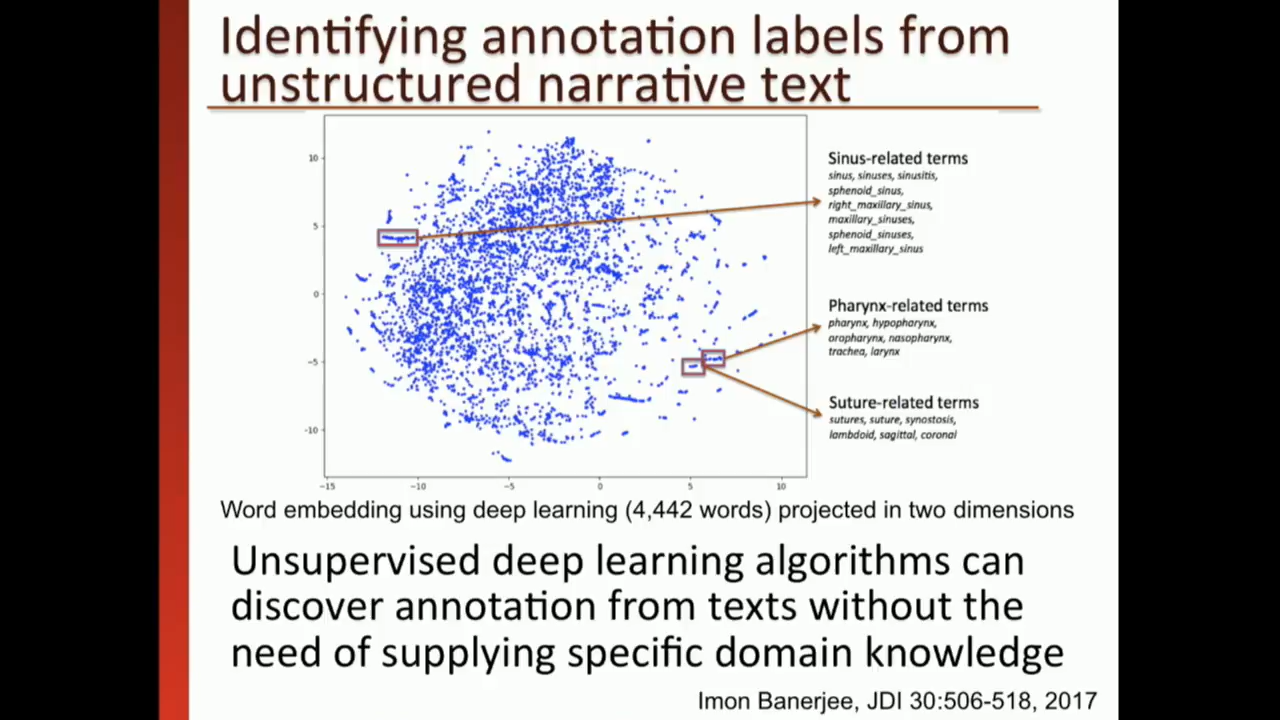 Identifying annotation labels from
unstructured narrative text
10
5
0
−5
−10
−15
−10
−5
0
5
10
Sinus-related terms
sinus, sinuses, sinusitis,
sphenoid_sinus,
right_maxillary_sinus,
maxillary_sinuses,
sphenoid_sinuses,
left_maxillary_sinus
Pharynx-related terms
pharynx, hypopharynx,
oropharynx, nasopharynx,
trachea, larynx
Suture-related terms
sutures, suture, synostosis,
lambdoid, sagittal, coronal
Word embedding using deep learning (4,442 words) projected in two dimensions
Unsupervised deep learning algorithms can
discover annotation from texts without the
need of supplying specific domain knowledge
Imon Banerjee, JDI 30:506-518, 2017